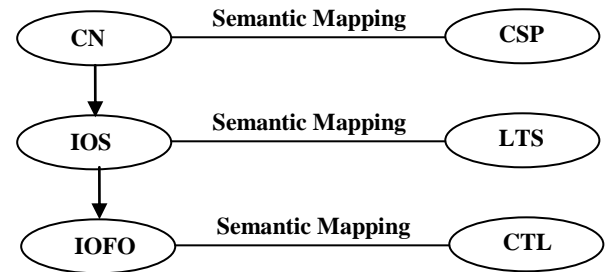 CN Semantic Mapping CSP
IOS Semantic Mapping LTS
IOFO Semantic Mapping CTL